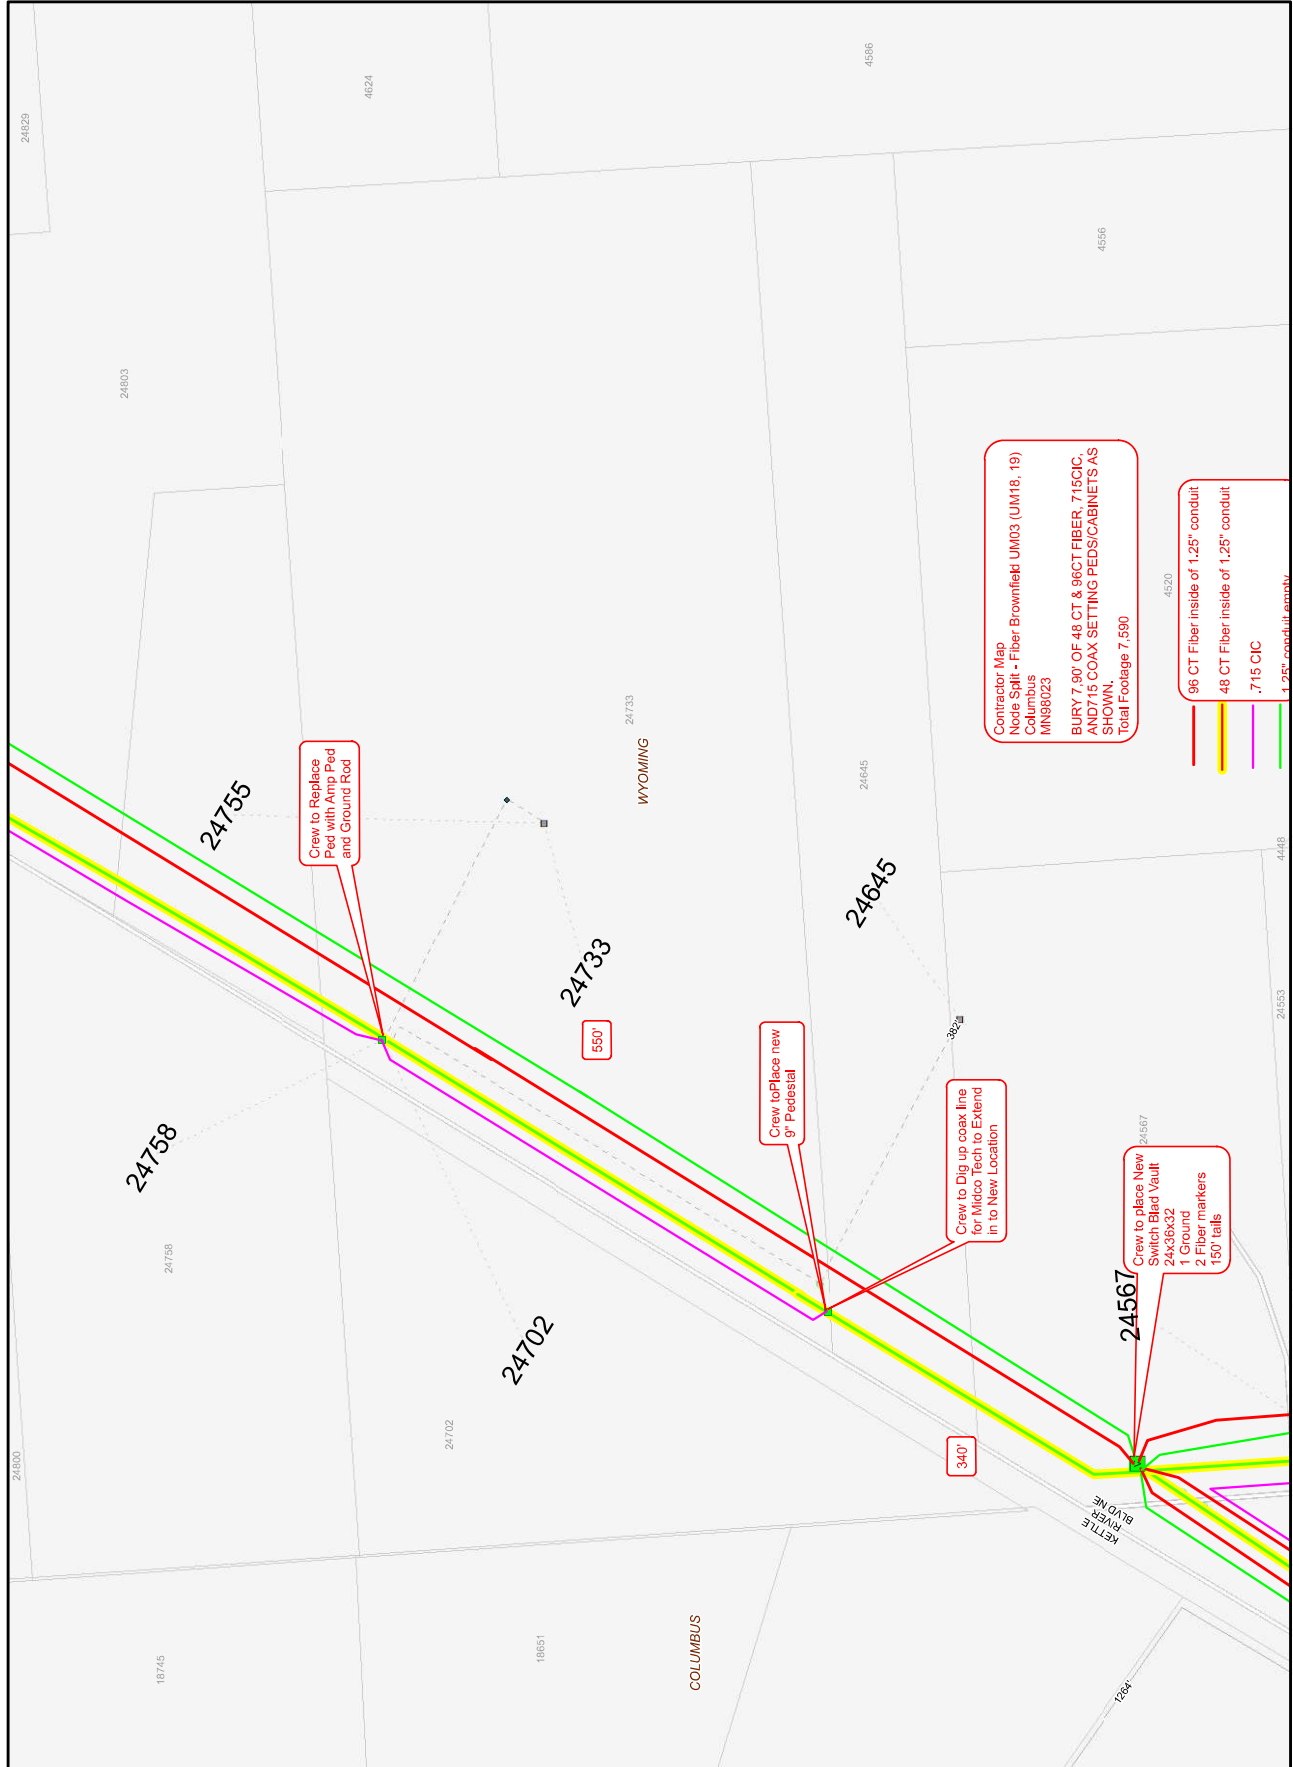 24829
4624
4586
24803
4556
24755
Crew to Replace
Ped with Amp Ped
and Ground Rod
24733
WYOMING
24645
24645
24733
550'
24758
24758
Crew toPlace new
9" Pedestal
382'
Crew to Dig up coax line
for Midco Tech to Extend
in to New Location
Contractor Map
Node Split - Fiber Brownfield UM03 (UM18, 19)
Columbus
MN98023
BURY 7,90' OF 48 CT & 96CT FIBER, 715CIC,
AND715 COAX SETTING PEDS/CABINETS AS
SHOWN.
Total Footage 7,590
4520
96 CT Fiber inside of 1.25" conduit
48 CT Fiber inside of 1.25" conduit
.715 CIC
1.25" conduit empty
4448
24553
24567
Crew to place New
Switch Blad Vault
24x36x32
1 Ground
2 Fiber markers
150' tails
24567
24702
24702
340'
KETTLE
RIVER
BLVD NE
24800
18745
18651
COLUMBUS
1264'